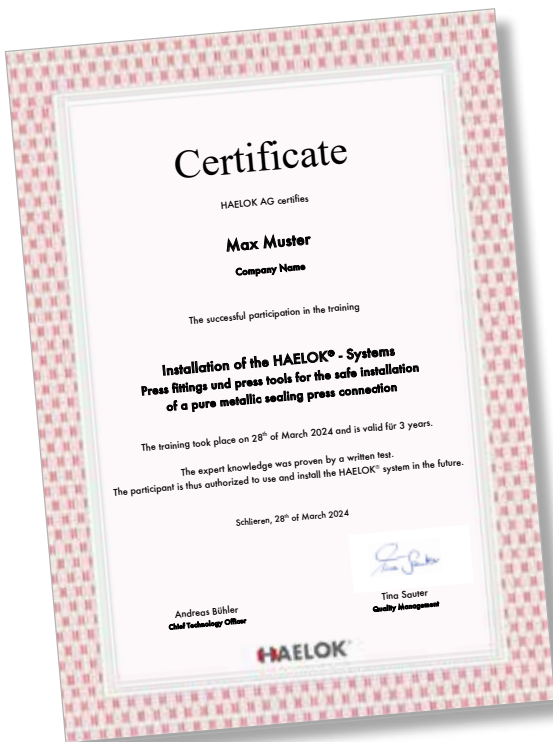 Certificate
HAELOK AG certifies
Max Muster
Company Name
The successful participation in the training
Installation of the HAELOK® - Systems
Press fittings und press tools for the safe installation
of a pure metallic sealing press connection
The training took place on 28th of March 2024 and is valid für 3 years.
The expert knowledge was proven by a written test.
The participant is thus authorized to use and install the HAELOK® system in the future.
Schlieren, 28th of March 2024
Andreas Bühler
Chief Technology Officer
Tina Sauter
Quality Management
HAELOK